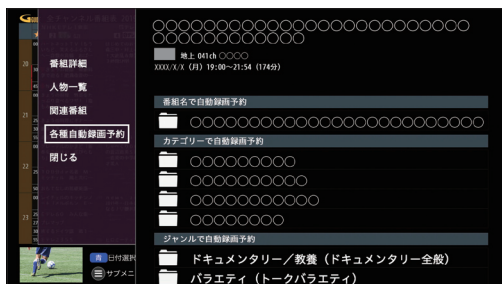 番組詳細
人物一覧
関連番組
各種自動録画予約
閉じる
20
21
22
23
青 日付選択
サブメニ
○○○○○○○○○○○○○○○○○○○○○○○○○
○○○○○○○○○○○○
地上 041ch ○○○○
XXXX/X/X (月) 19:00～21:54 (174分)
番組名で自動録画予約
○○○○○○○○○○○○○○○○○○○○○○○
カテゴリーで自動録画予約
○○○○○○○○○
○○○○○○○○○○
○○○○○○○○○○○
○○○○○○○○
ジャンルで自動録画予約
ドキュメンタリー／教養（ドキュメンタリー全般）
バラエティ（トークバラエティ）